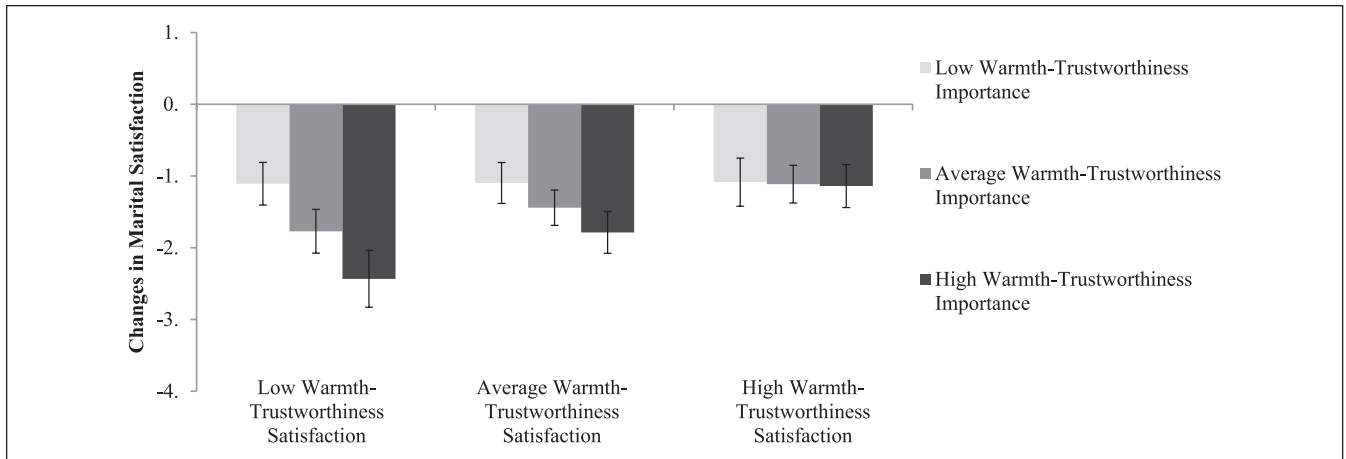 Changes in Marital Satisfaction
1.
0.
-1.
-2.
-3.
-4.
Low Warmth-
Trustworthiness
Satisfaction
Average Warmth-
Trustworthiness
Satisfaction
High Warmth-
Trustworthiness
Satisfaction
Low Warmth-Trustworthiness
Importance
Average Warmth-Trustworthiness
Importance
High Warmth-Trustworthiness
Importance